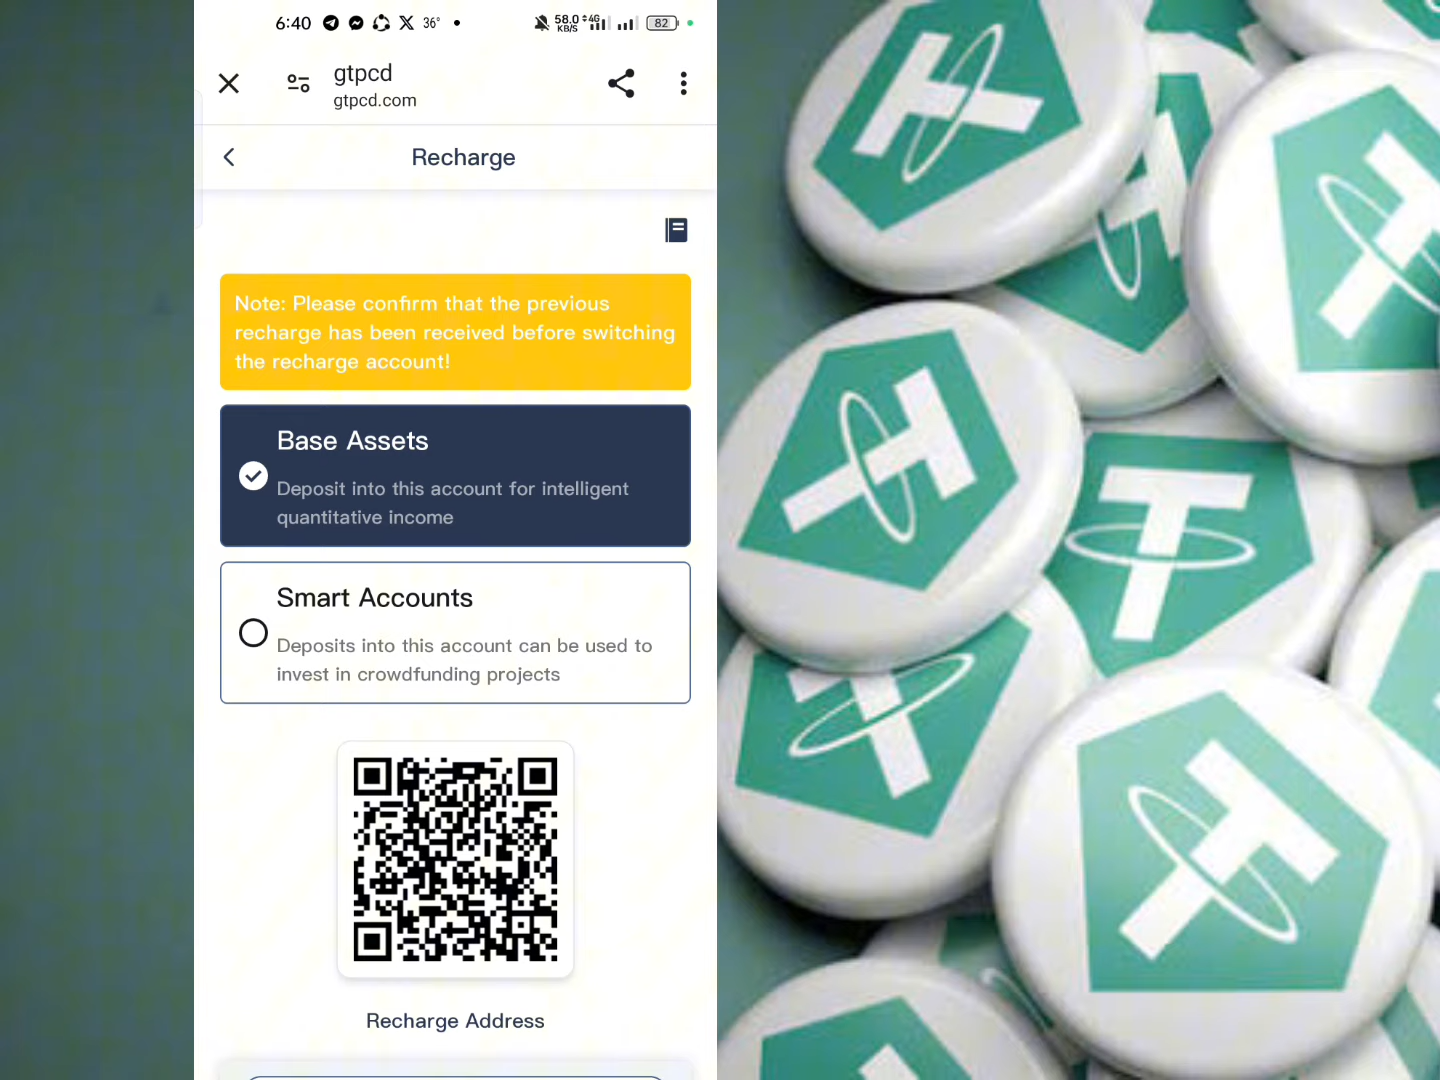 6:40
36°
58.0
KB/S
4G
82
gtpcd
gtpcd.com
Recharge
Note: Please confirm that the previous
recharge has been received before switching
the recharge account!
Base Assets
Deposit into this account for intelligent
quantitative income
Smart Accounts
Deposits into this account can be used to
invest in crowdfunding projects
Recharge Address